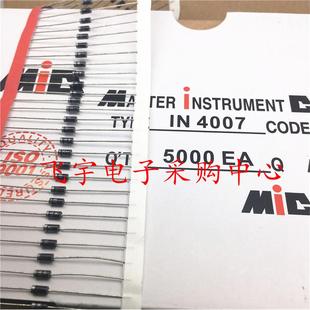 MiC
MASTER INSTRUMENT C
TYPE IN 4007 CODE
Q'T 5000 EA Q
飞宇电子采购中心
MiC
QUALITY
ISO
9001